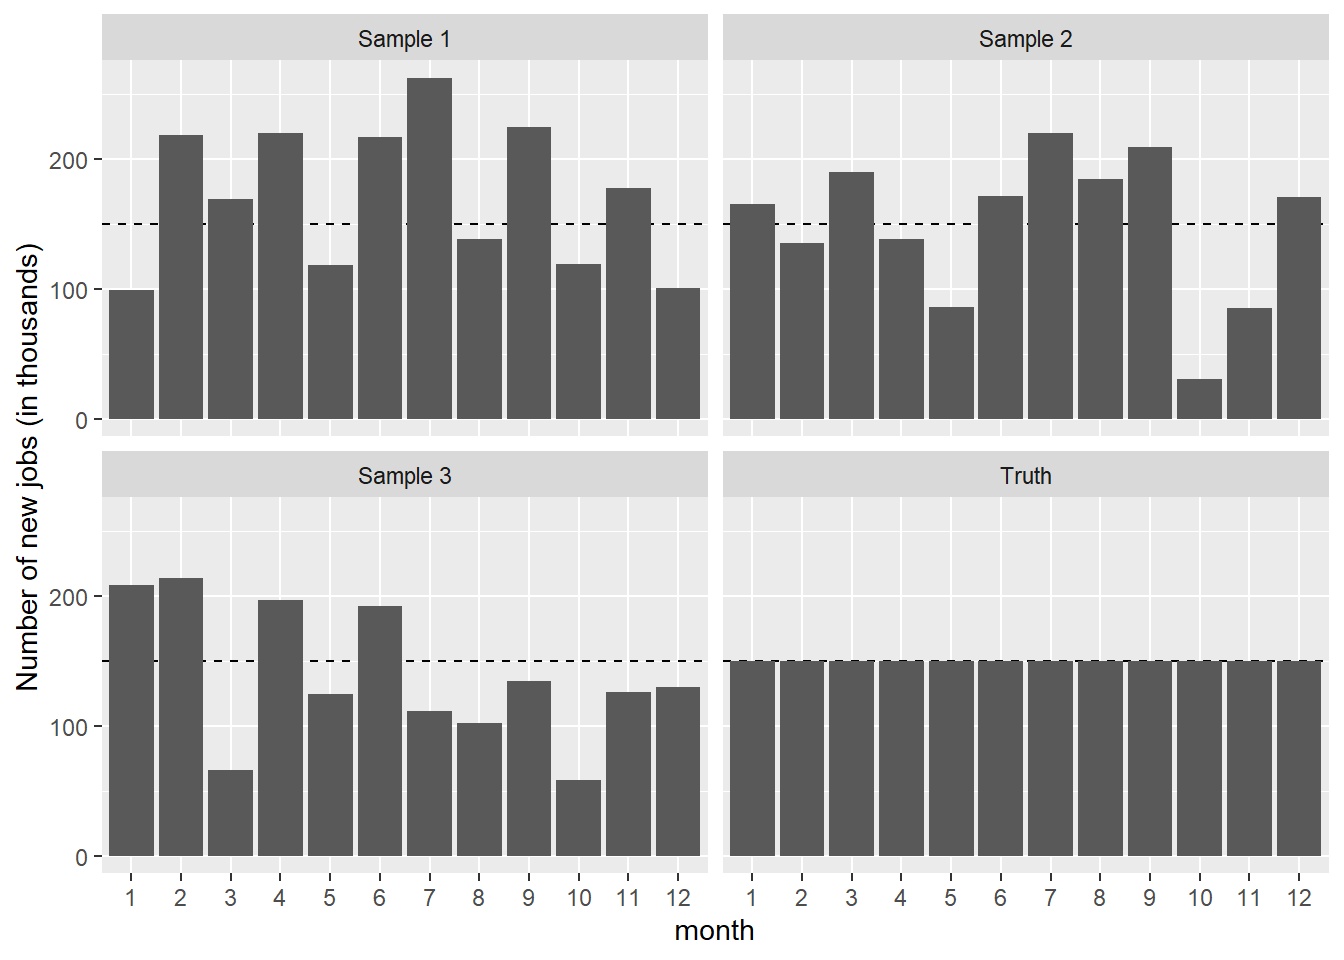 Sample 1
Sample 2
200
100
0
Sample 3
Truth
200
100
0
1 2 3 4 5 6 7 8 9 10 11 12
1 2 3 4 5 6 7 8 9 10 11 12
month
Number of new jobs (in thousands)